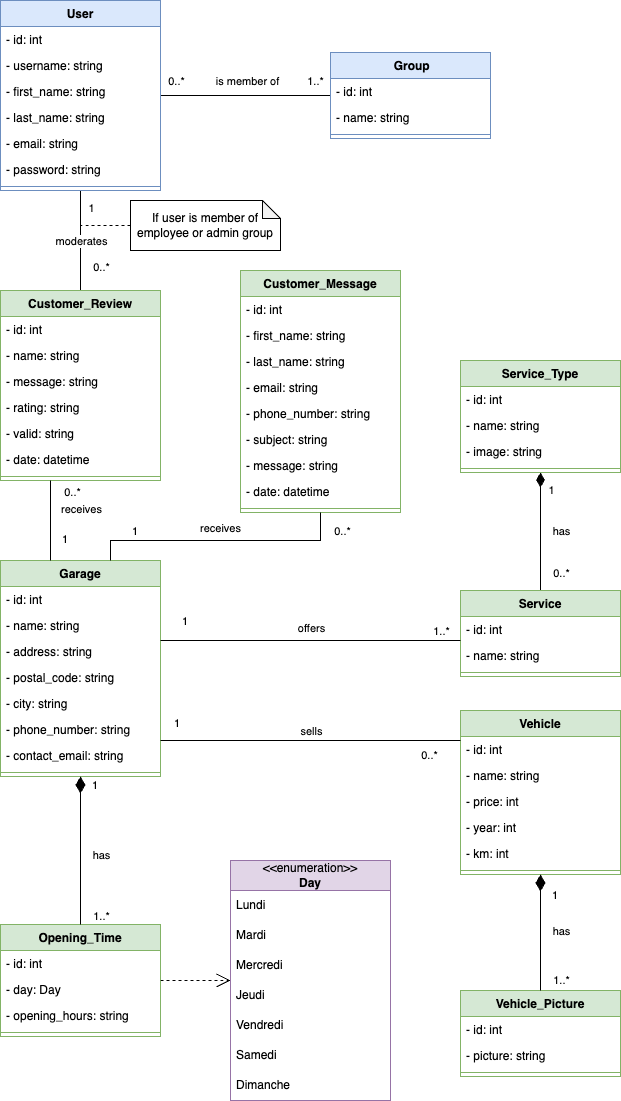 User
- id: int
- username: string
- first_name: string
- last_name: string
- email: string
- password: string
0..*
is member of
1..*
Group
- id: int
- name: string
1
If user is member of
employee or admin group
moderates
0..*
Customer_Review
- id: int
- name: string
- message: string
- rating: string
- valid: string
- date: datetime
Customer_Message
- id: int
- first_name: string
- last_name: string
- email: string
- phone_number: string
- subject: string
- message: string
- date: datetime
Service_Type
- id: int
- name: string
- image: string
0..*
receives
1
1
receives
0..*
1
has
0..*
Garage
- id: int
- name: string
- address: string
- postal_code: string
- city: string
- phone_number: string
- contact_email: string
1
offers
1..*
Service
- id: int
- name: string
1
sells
0..*
Vehicle
- id: int
- name: string
- price: int
- year: int
- km: int
1
has
1..*
Opening_Time
- id: int
- day: Day
- opening_hours: string
<<enumeration>>
Day
Lundi
Mardi
Mercredi
Jeudi
Vendredi
Samedi
Dimanche
1
has
1..*
Vehicle_Picture
- id: int
- picture: string